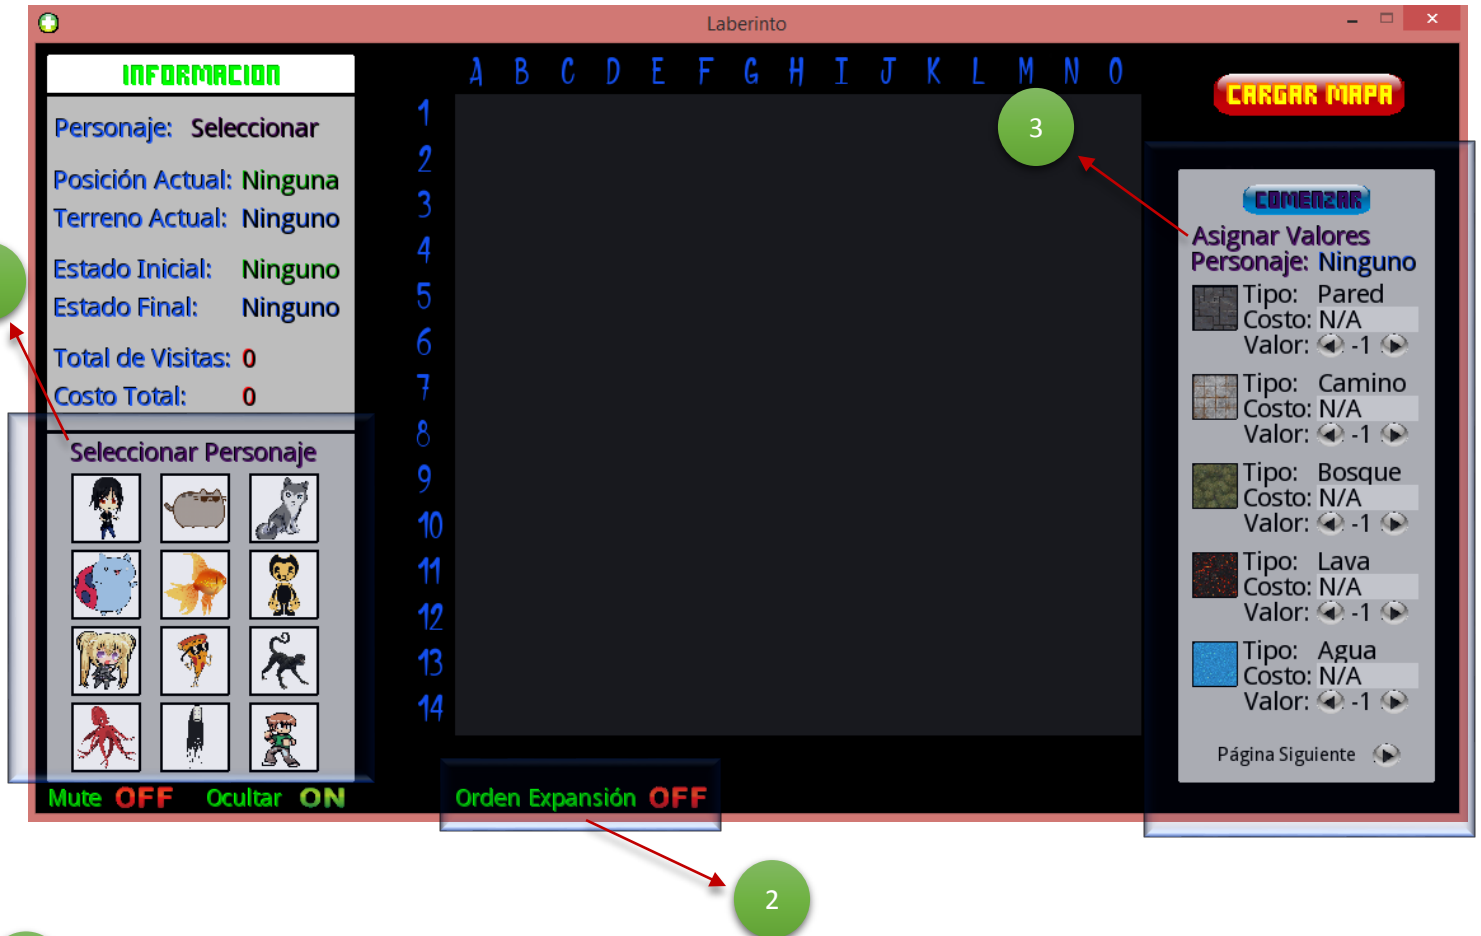 Laberinto
INFORMACION
Personaje: Seleccionar
Posición Actual: Ninguna
Terreno Actual: Ninguno
Estado Inicial: Ninguno
Estado Final: Ninguno
Total de Visitas: 0
Costo Total: 0
Seleccionar Personaje
Mute OFF Ocultar ON
A B C D E F G H I J K L M N O
1
2
3
4
5
6
7
8
9
10
11
12
13
14
Orden Expansión OFF
3
2
CARGAR MAPA
COMENZAR
Asignar Valores
Personaje: Ninguno
Tipo: Pared
Costo: N/A
Valor: -1
Tipo: Camino
Costo: N/A
Valor: -1
Tipo: Bosque
Costo: N/A
Valor: -1
Tipo: Lava
Costo: N/A
Valor: -1
Tipo: Agua
Costo: N/A
Valor: -1
Página Siguiente